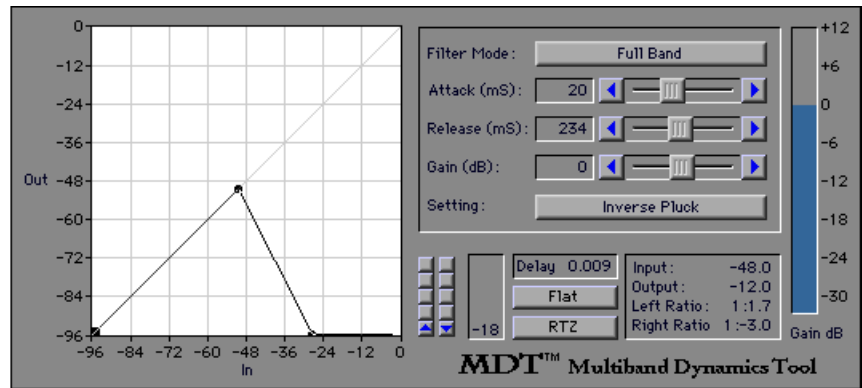 0
-12
-24
-36
Out -48
-60
-72
-84
-96
-96 -84 -72 -60 -48 -36 -24 -12 0
In
Filter Mode: Full Band
Attack (mS): 20
Release (mS): 234
Gain (dB): 0
Setting: Inverse Pluck
-18
Delay 0.009
Flat
RTZ
Input: -48.0
Output: -12.0
Left Ratio: 1:1.7
Right Ratio 1:-3.0
+12
+6
0
-6
-12
-18
-24
-30
Gain dB
MDT™ Multiband Dynamics Tool